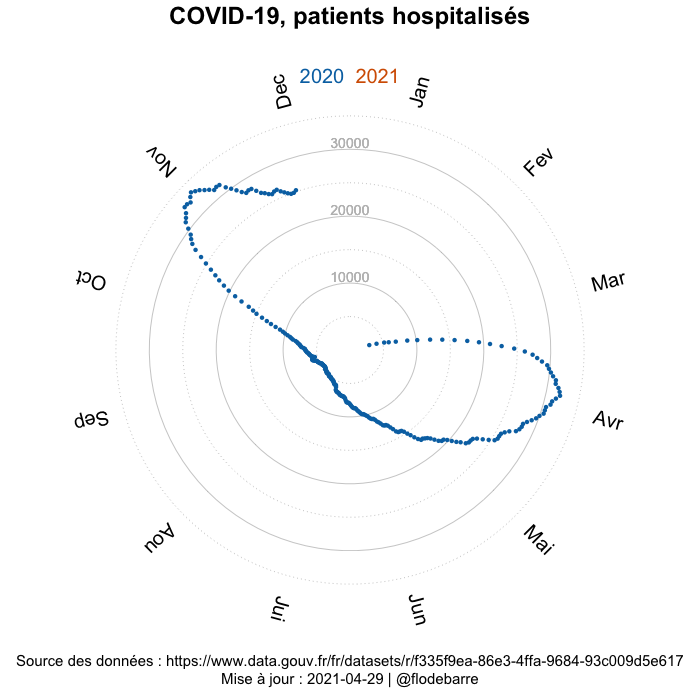 COVID-19, patients hospitalisés
2020 2021
Jan
Fev
Mar
Avr
Mai
Jun
Jui
Aou
Sep
Oct
Nov
Dec
30000
20000
10000
Source des données : https://www.data.gouv.fr/fr/datasets/r/f335f9ea-86e3-4ffa-9684-93c009d5e617
Mise à jour : 2021-04-29 | @flodebarre